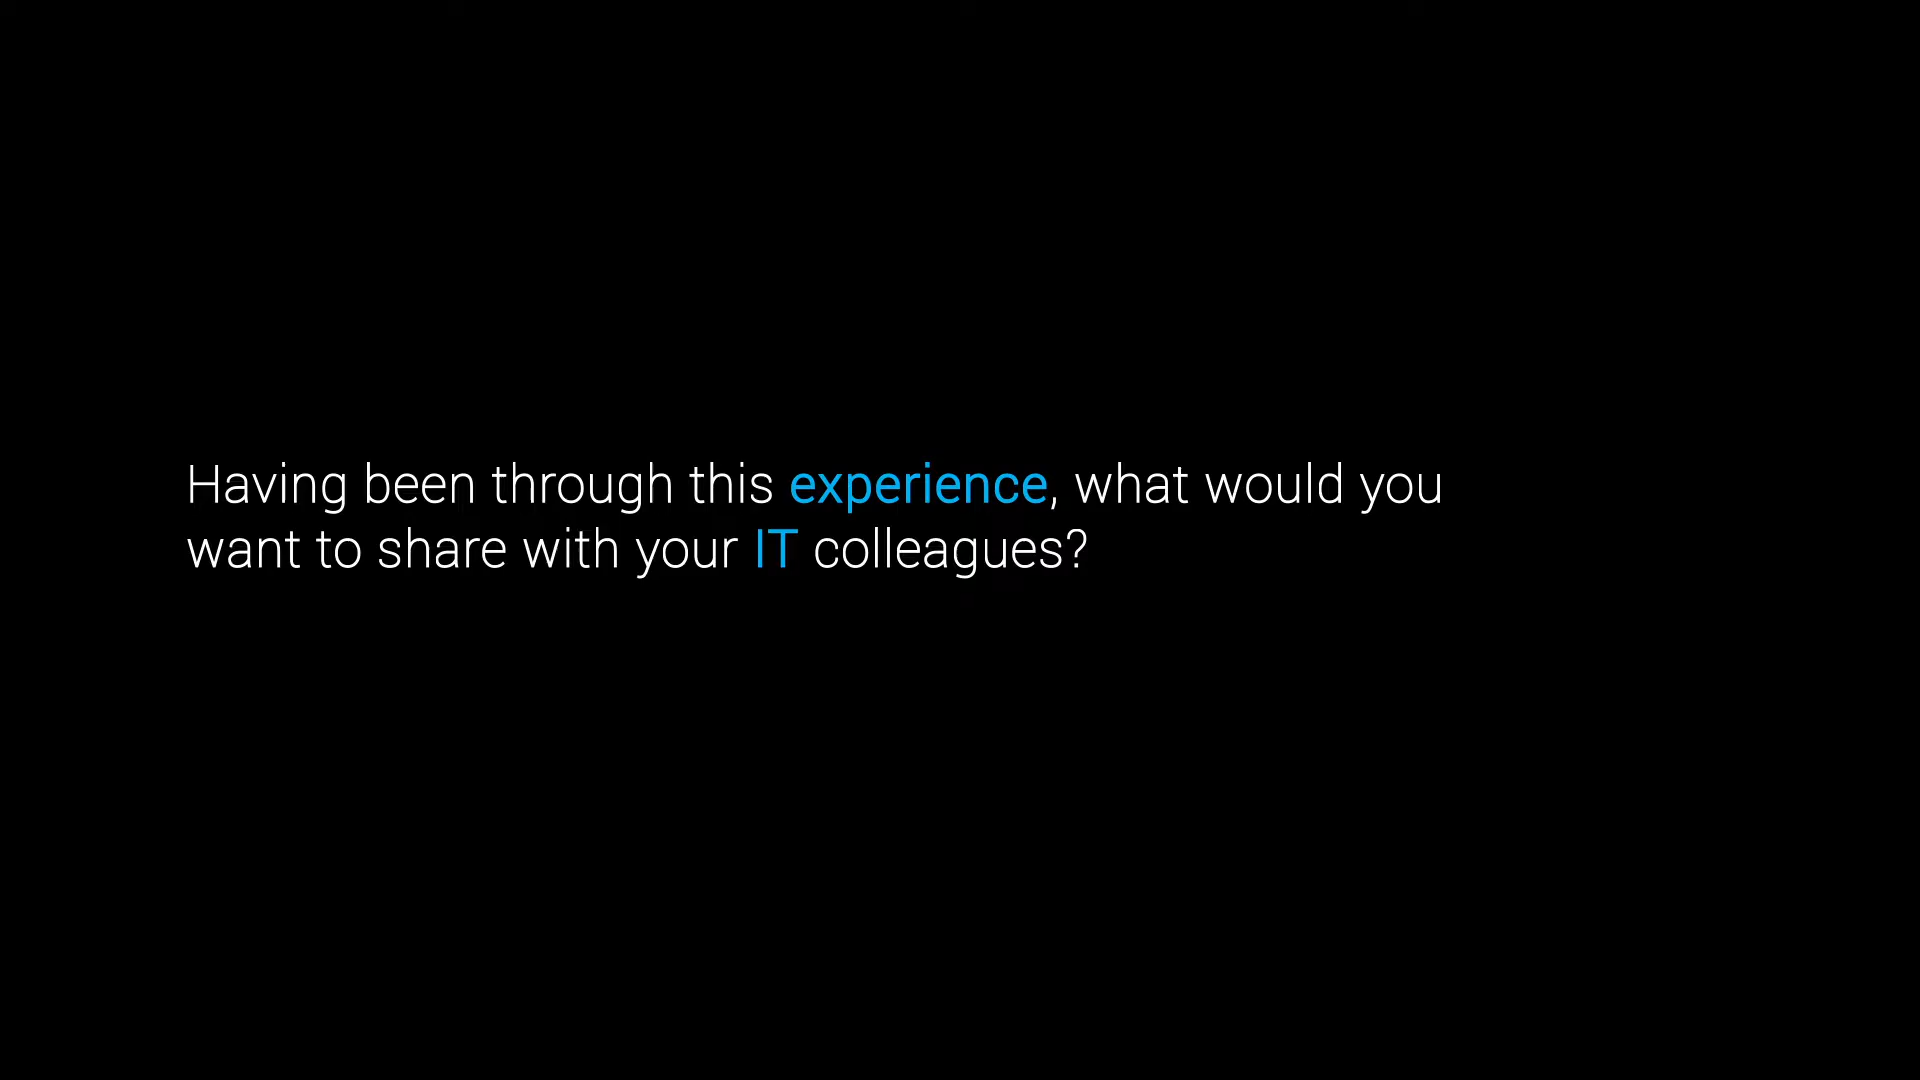 Having been through this experience, what would you
want to share with your IT colleagues?